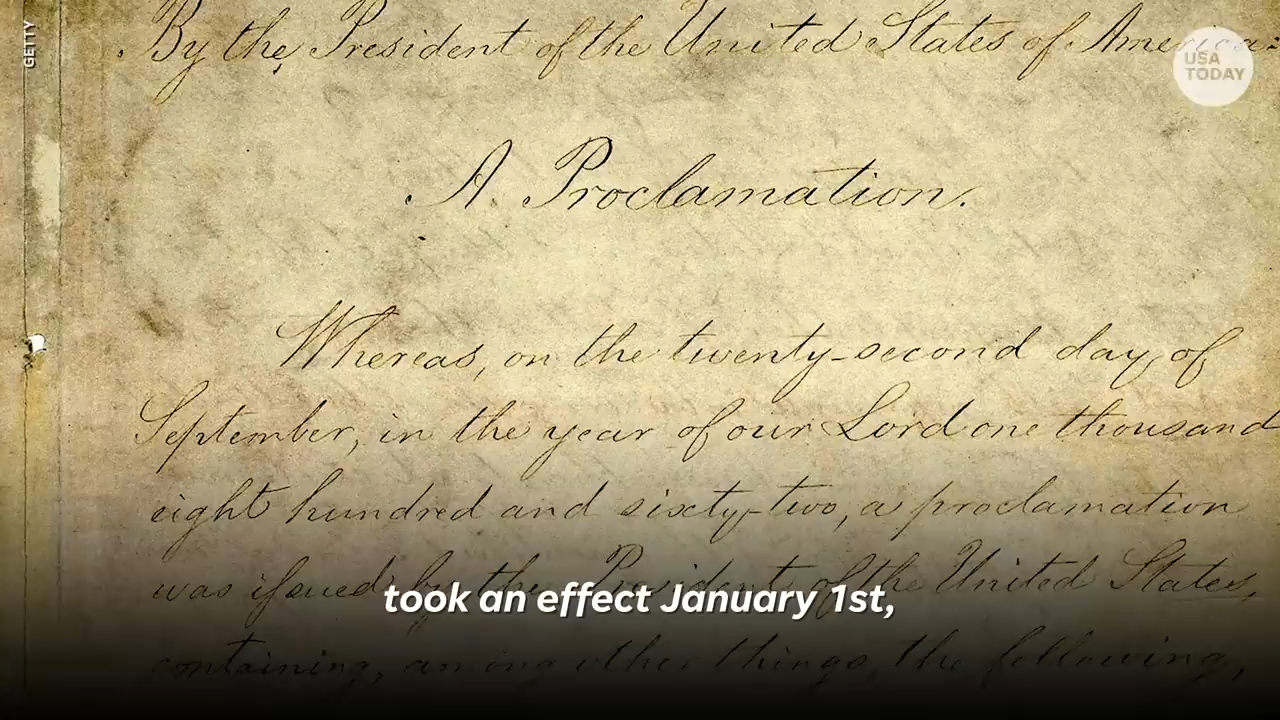 GETTY
By the President of the United States of America:
USA
TODAY
A Proclamation.
Whereas, on the twenty-second day of
September, in the year of our Lord one thousand
eight hundred and sixty-two, a proclamation
was issued by the President of the United States,
containing, among other things, the following,
took an effect January 1st,